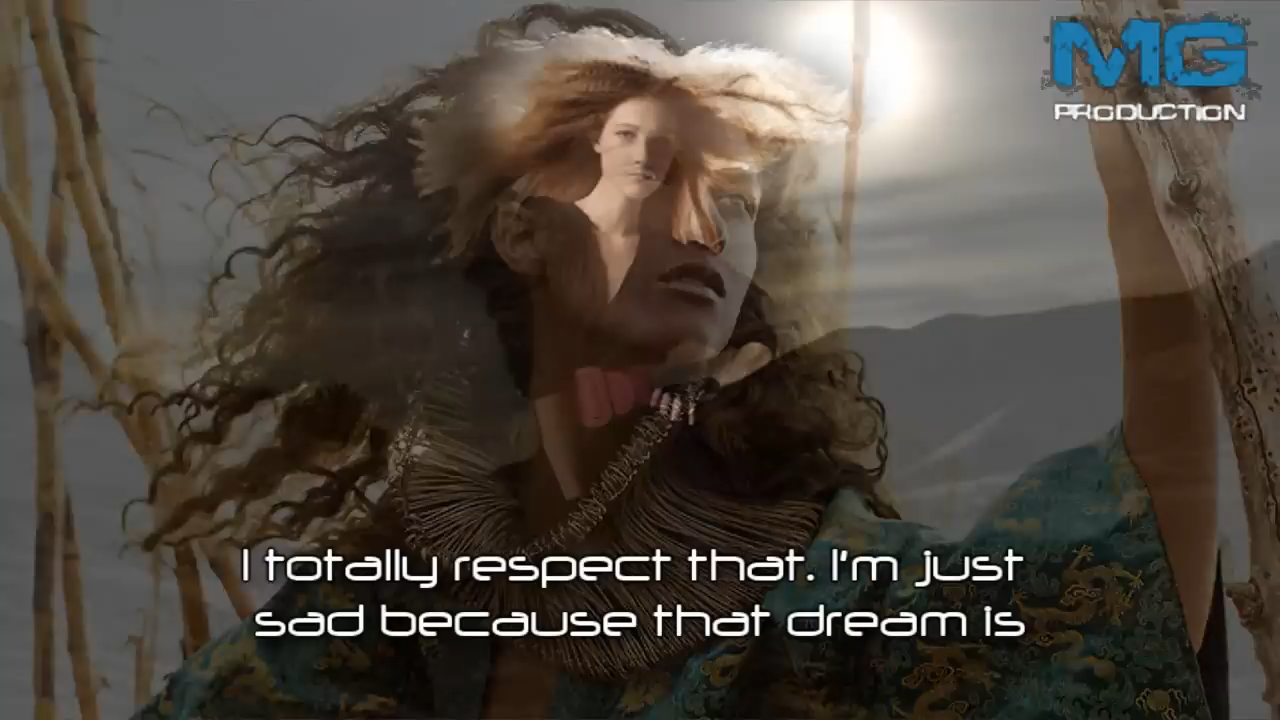 MG
PRODUCTION
I totally respect that. I'm just
sad because that dream is